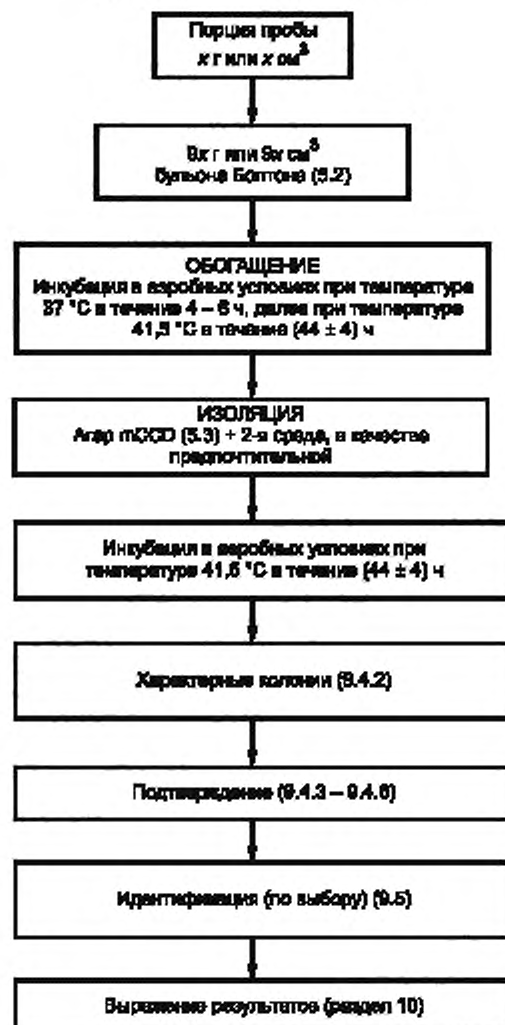 Порция пробы
x г или x см³
9x г или 9x см³
бульона Болтона (5.2)
ОБОГАЩЕНИЕ
Инкубация в аэробных условиях при температуре
37 °C в течение 4 – 6 ч, далее при температуре
41,5 °C в течение (44 ± 4) ч
ИЗОЛЯЦИЯ
Агар mCCD (5.3) + 2-я среда, в качестве
предпочтительной
Инкубация в аэробных условиях при
температуре 41,5 °C в течение (44 ± 4) ч
Характерные колонии (9.4.2)
Подтверждение (9.4.3 – 9.4.6)
Идентификация (по выбору) (9.5)
Выражение результатов (раздел 10)